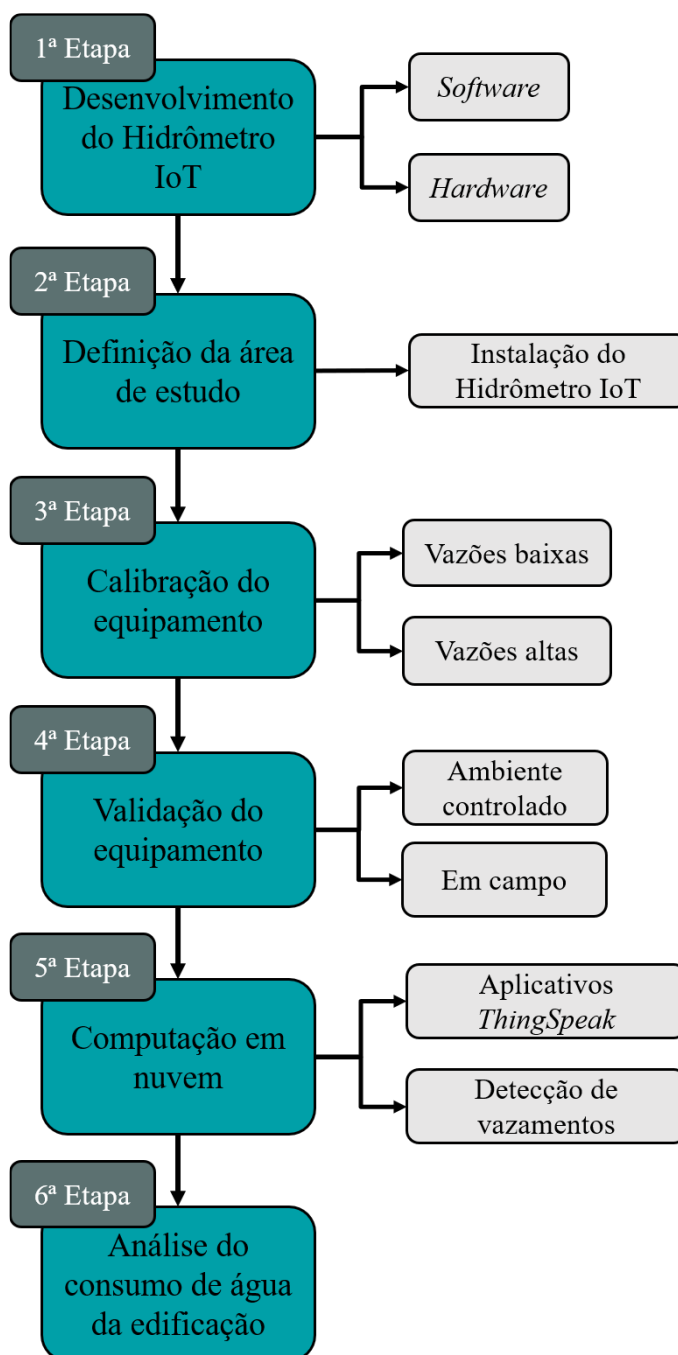 1ª Etapa
Desenvolvimento
do Hidrômetro
IoT
Software
Hardware
2ª Etapa
Definição da área
de estudo
Instalação do
Hidrômetro IoT
3ª Etapa
Calibração do
equipamento
Vazões baixas
Vazões altas
4ª Etapa
Validação do
equipamento
Ambiente
controlado
Em campo
5ª Etapa
Computação em
nuvem
Aplicativos
ThingSpeak
Detecção de
vazamentos
6ª Etapa
Análise do
consumo de água
da edificação